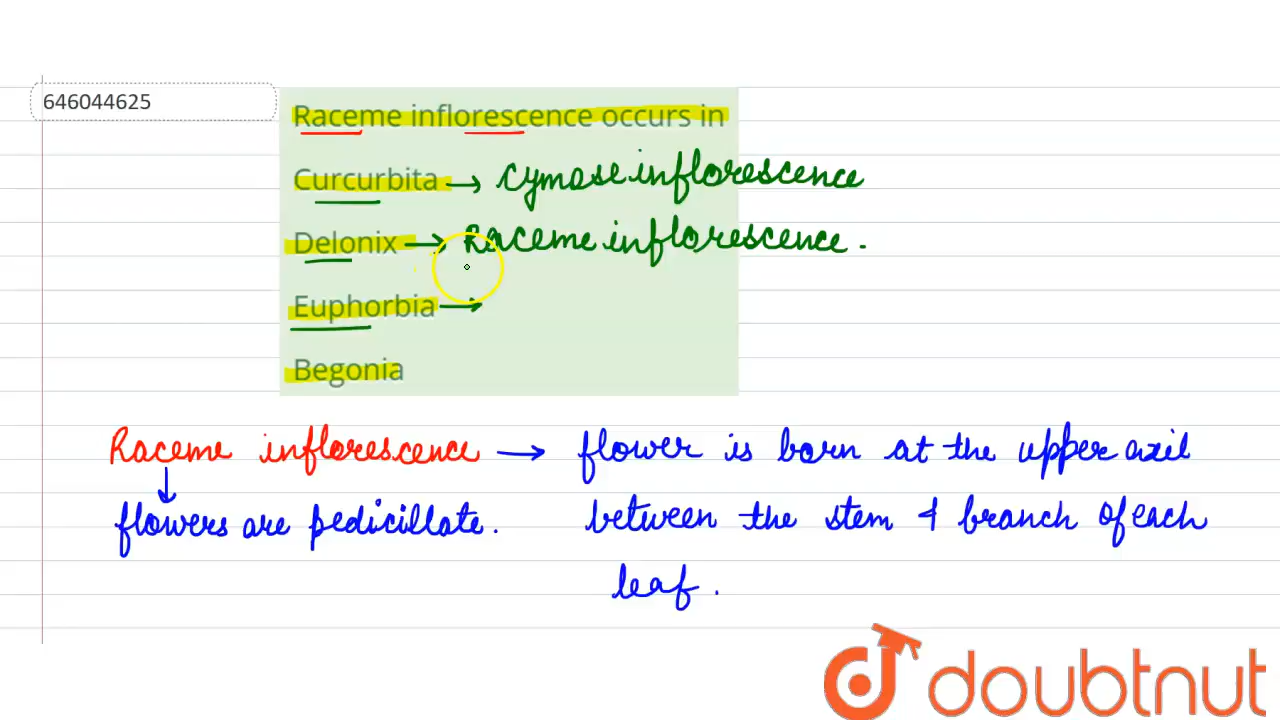 646044625
Raceme inflorescence occurs in
Curcurbita → Cymose inflorescence
Delonix → Raceme inflorescence.
Euphorbia →
Begonia
Raceme inflorescence → flower is born at the upper axil
↓
flowers are pedicillate. between the stem & branch of each
leaf.
doubtnut